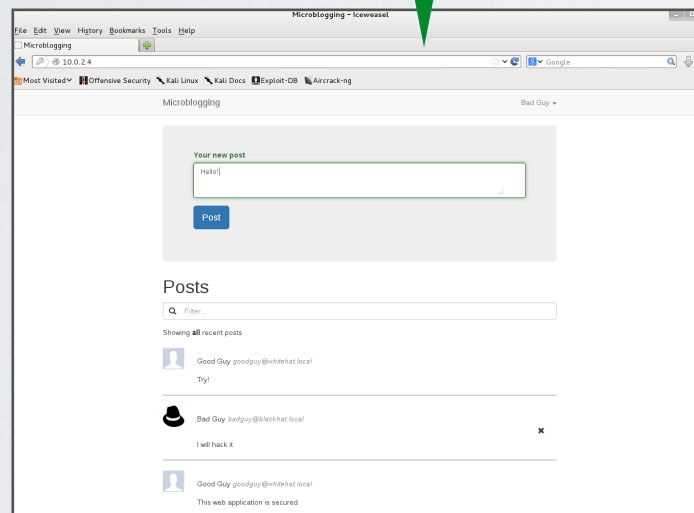 Microblogging - Iceweasel
File Edit View History Bookmarks Tools Help
Microblogging
10.0.2.4
Google
Most Visited Offensive Security Kali Linux Kali Docs Exploit-DB Aircrack-ng
Microblogging Bad Guy
Your new post
Hello!
Post
Posts
Filter...
Showing all recent posts
Good Guy goodguy@whitehat.local
Try!
Bad Guy badguy@blackhat.local
I will hack it
Good Guy goodguy@whitehat.local
This web application is secured